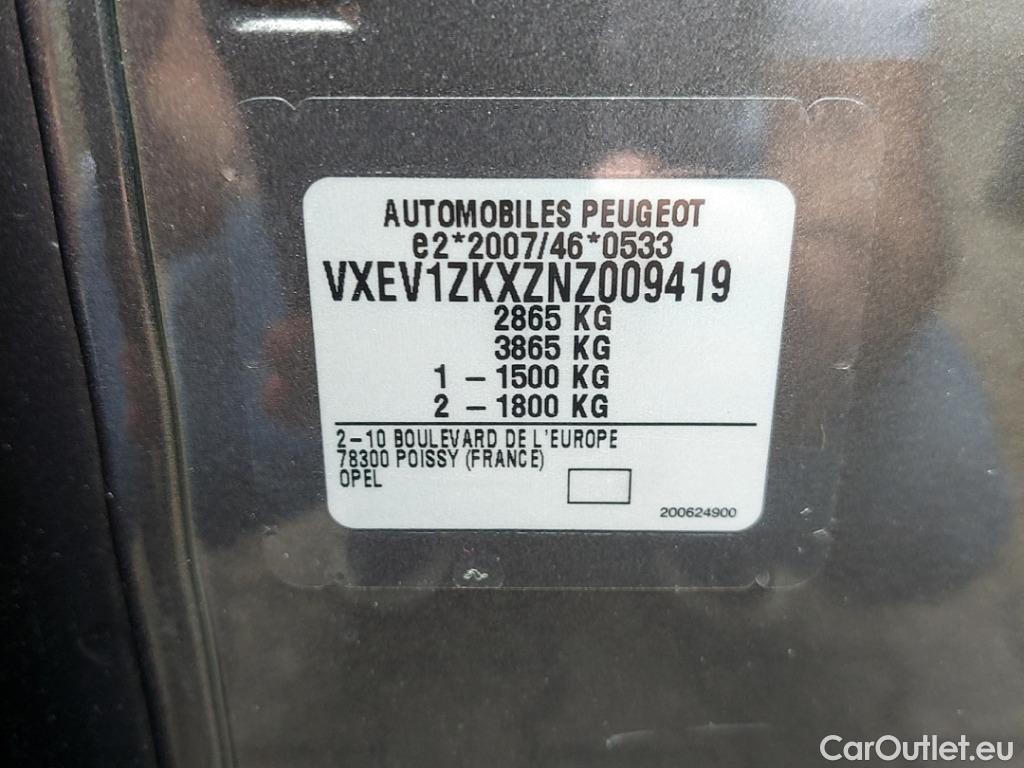 AUTOMOBILES PEUGEOT
e2*2007/46*0533
VXEV1ZKXZNZ009419
2865 KG
3865 KG
1 - 1500 KG
2 - 1800 KG
2-10 BOULEVARD DE L'EUROPE
78300 POISSY (FRANCE)
OPEL
200624900
CarOutlet.eu